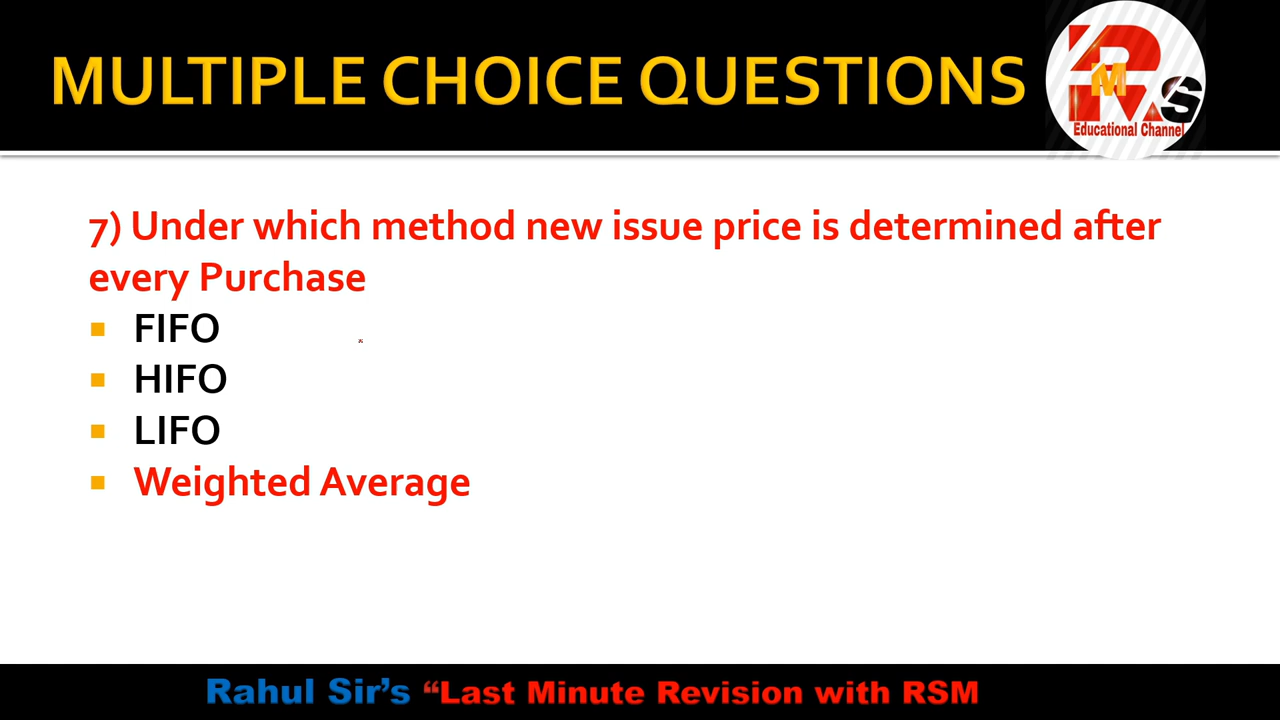 MULTIPLE CHOICE QUESTIONS
RMS
Educational Channel
7) Under which method new issue price is determined after
every Purchase
FIFO
HIFO
LIFO
Weighted Average
Rahul Sir's “Last Minute Revision with RSM